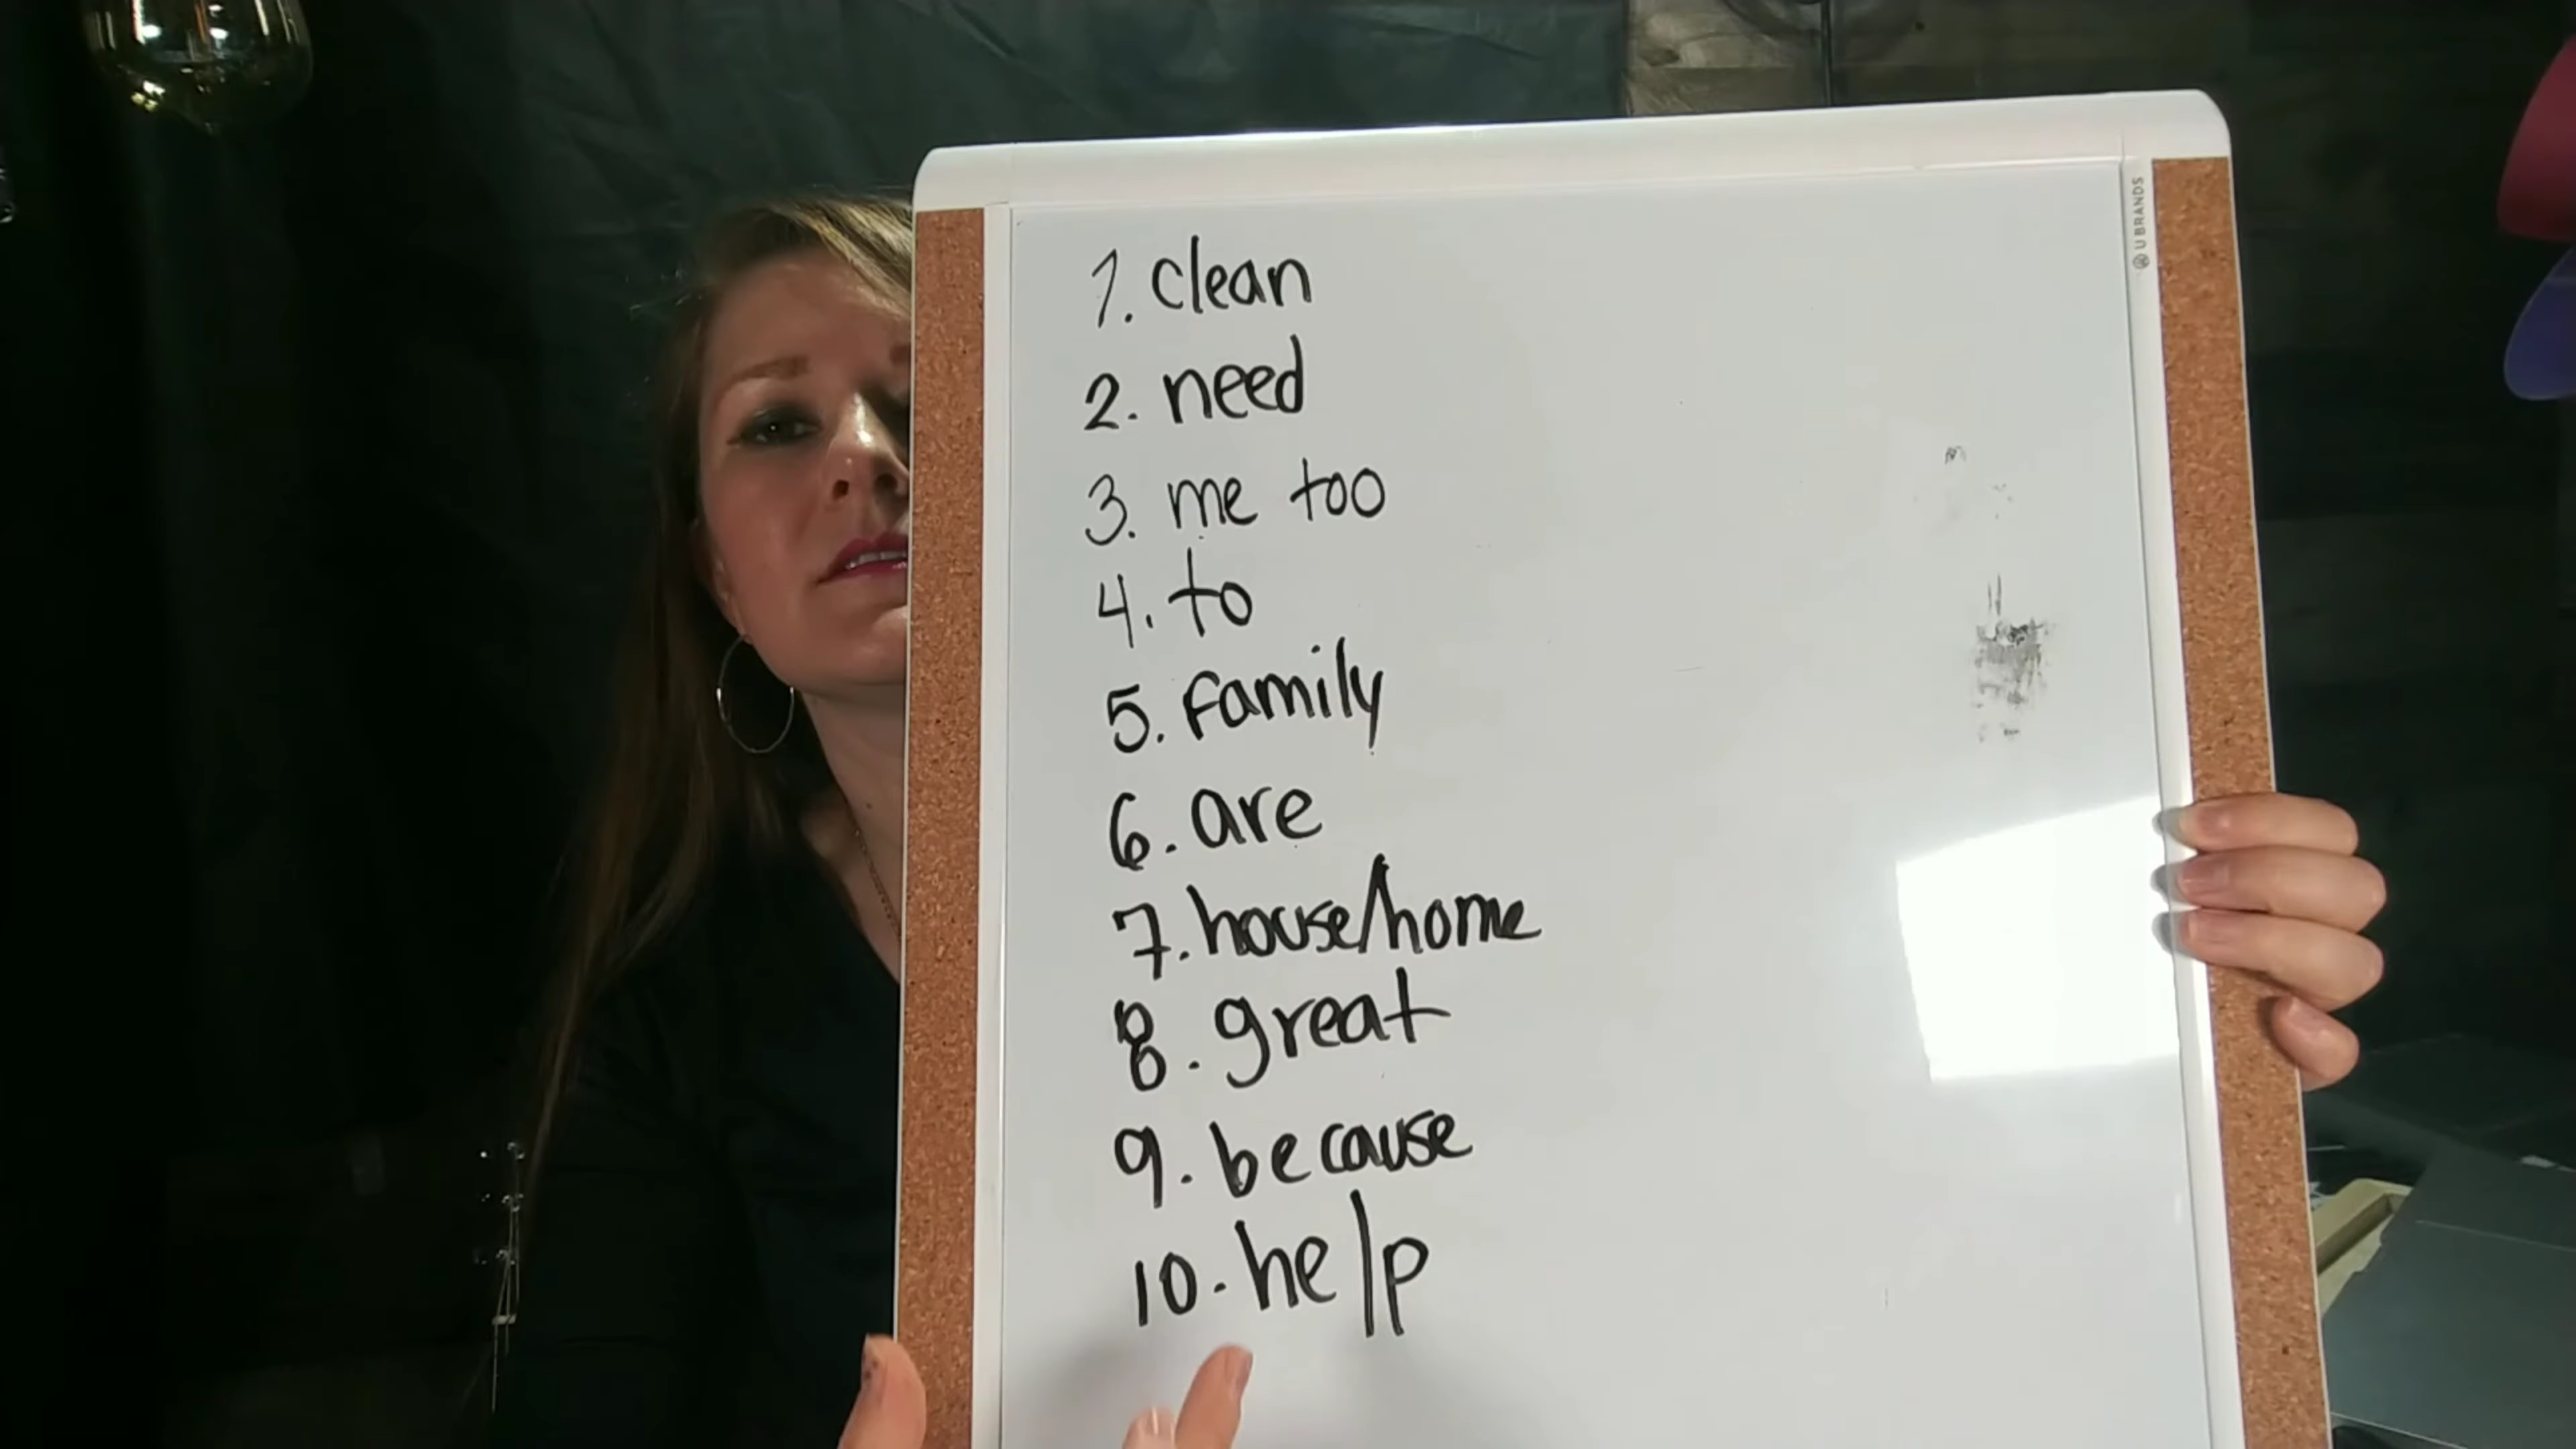 1. clean
2. need
3. me too
4. to
5. family
6. are
7. house/home
8. great
9. because
10. help
U BRANDS